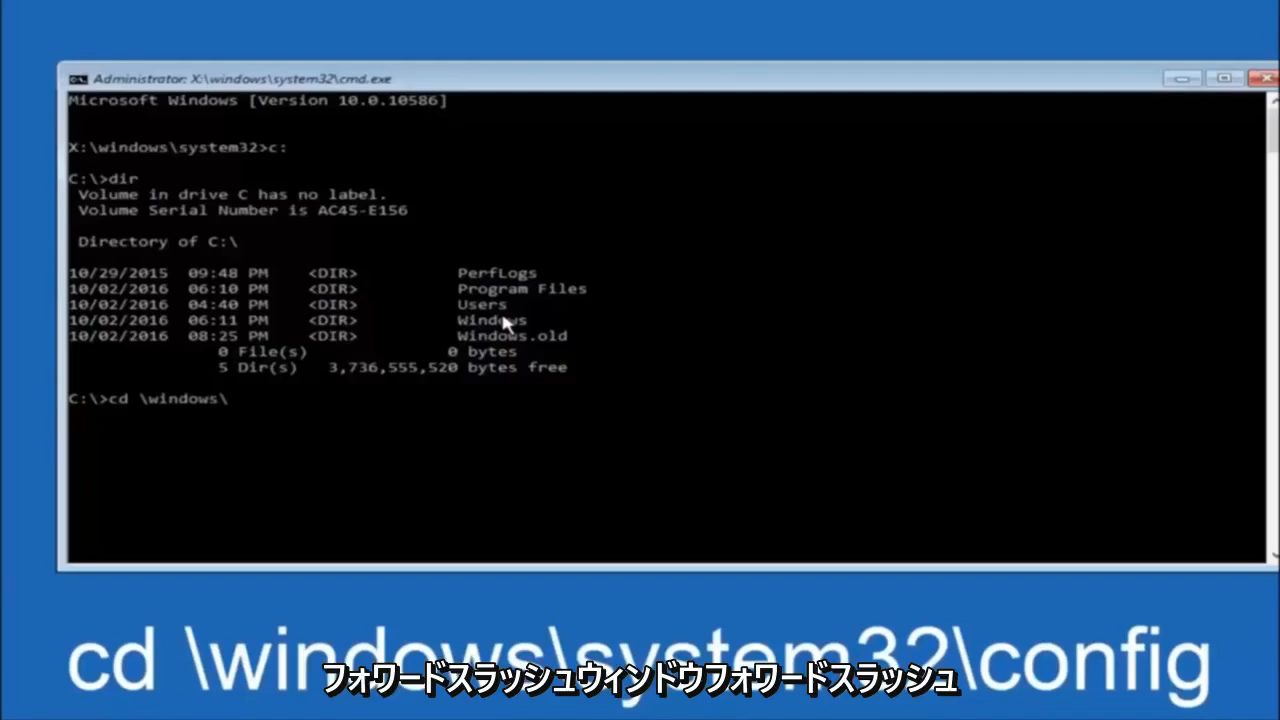 Administrator: X:\windows\system32\cmd.exe
Microsoft Windows [Version 10.0.10586]
X:\windows\system32>c:
C:\>dir
Volume in drive C has no label.
Volume Serial Number is AC45-E156
Directory of C:\
10/29/2015 09:48 PM <DIR> PerfLogs
10/02/2016 06:10 PM <DIR> Program Files
10/02/2016 04:40 PM <DIR> Users
10/02/2016 06:11 PM <DIR> Windows
10/02/2016 08:25 PM <DIR> Windows.old
0 File(s) 0 bytes
5 Dir(s) 3,736,555,520 bytes free
C:\>cd \windows\
cd \windows\system32\config
フォワードスラッシュウィンドウフォワードスラッシュ